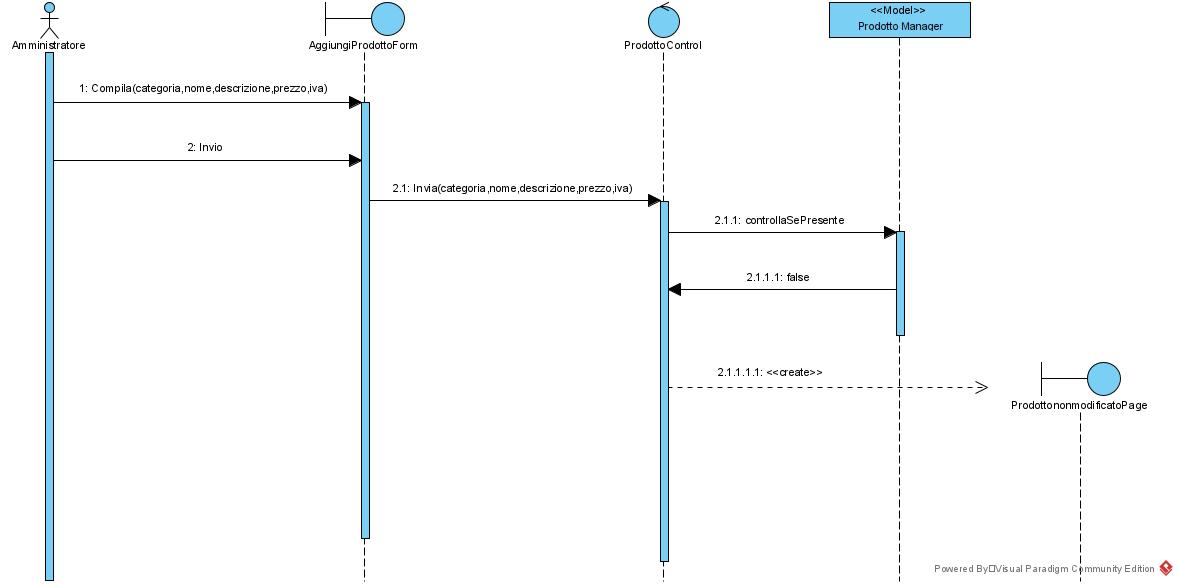 Amministratore
AggiungiProdottoForm
ProdottoControl
<<Model>>
Prodotto Manager
1: Compila(categoria,nome,descrizione,prezzo,iva)
2: Invio
2.1: Invia(categoria,nome,descrizione,prezzo,iva)
2.1.1: controllaSePresente
2.1.1.1: false
2.1.1.1.1: <<create>>
ProdottononmodificatoPage
Powered By□Visual Paradigm Community Edition